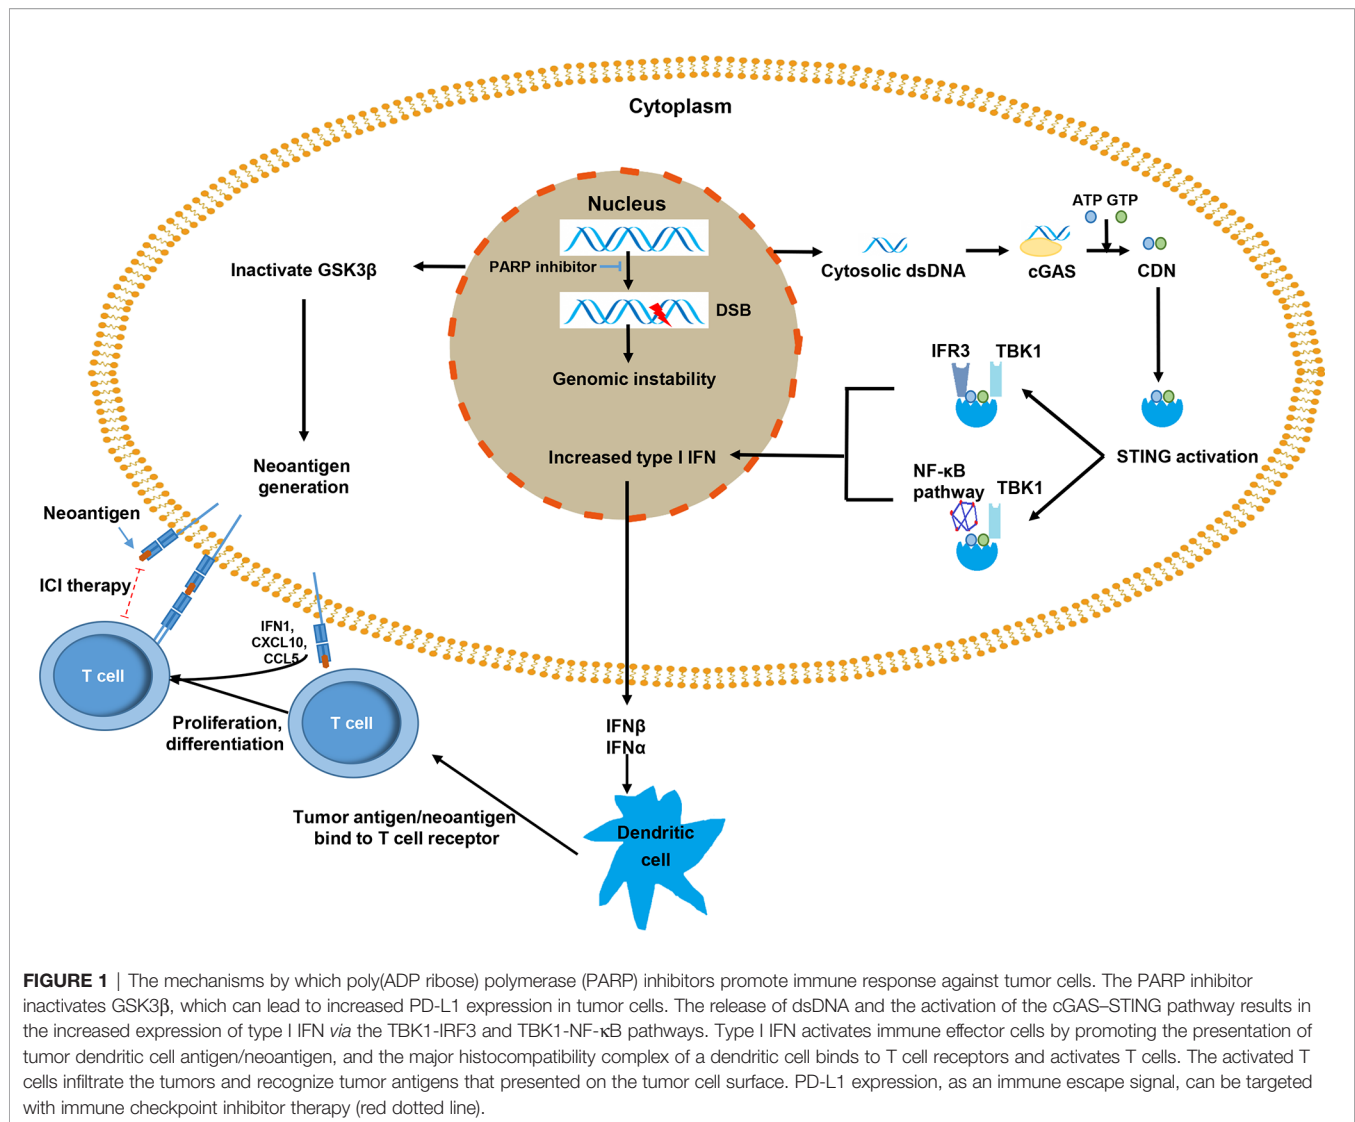 Cytoplasm
Nucleus
PARP inhibitor
DSB
Genomic instability
Increased type I IFN
Inactivate GSK3β
Neoantigen
generation
ATP GTP
Cytosolic dsDNA
cGAS
CDN
IFR3
TBK1
STING activation
NF-κB
pathway
TBK1
Neoantigen
ICI therapy
T cell
IFN1,
CXCL10,
CCL5
T cell
Proliferation,
differentiation
IFNβ
IFNα
Tumor antigen/neoantigen
bind to T cell receptor
Dendritic
cell
FIGURE 1 | The mechanisms by which poly(ADP ribose) polymerase (PARP) inhibitors promote immune response against tumor cells. The PARP inhibitor
inactivates GSK3β, which can lead to increased PD-L1 expression in tumor cells. The release of dsDNA and the activation of the cGAS–STING pathway results in
the increased expression of type I IFN via the TBK1-IRF3 and TBK1-NF-κB pathways. Type I IFN activates immune effector cells by promoting the presentation of
tumor dendritic cell antigen/neoantigen, and the major histocompatibility complex of a dendritic cell binds to T cell receptors and activates T cells. The activated T
cells infiltrate the tumors and recognize tumor antigens that presented on the tumor cell surface. PD-L1 expression, as an immune escape signal, can be targeted
with immune checkpoint inhibitor therapy (red dotted line).